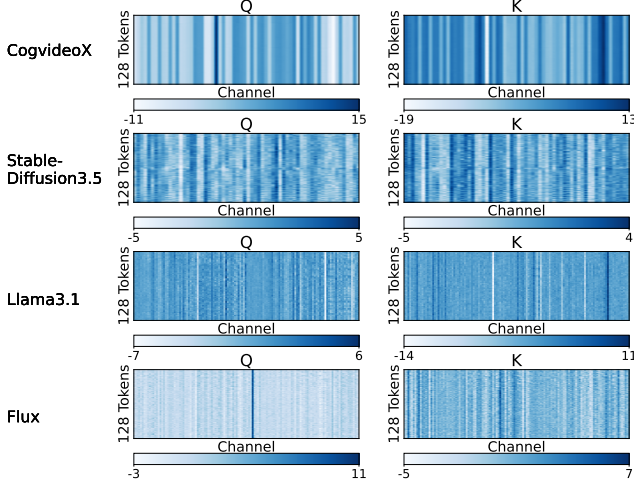 Q
K
CogvideoX
128 Tokens
128 Tokens
Channel
Channel
-11
15
-19
13
Q
K
Stable-
Diffusion3.5
128 Tokens
128 Tokens
Channel
Channel
-5
5
-5
4
Q
K
Llama3.1
128 Tokens
128 Tokens
Channel
Channel
-7
6
-14
11
Q
K
Flux
128 Tokens
128 Tokens
Channel
Channel
-3
11
-5
7